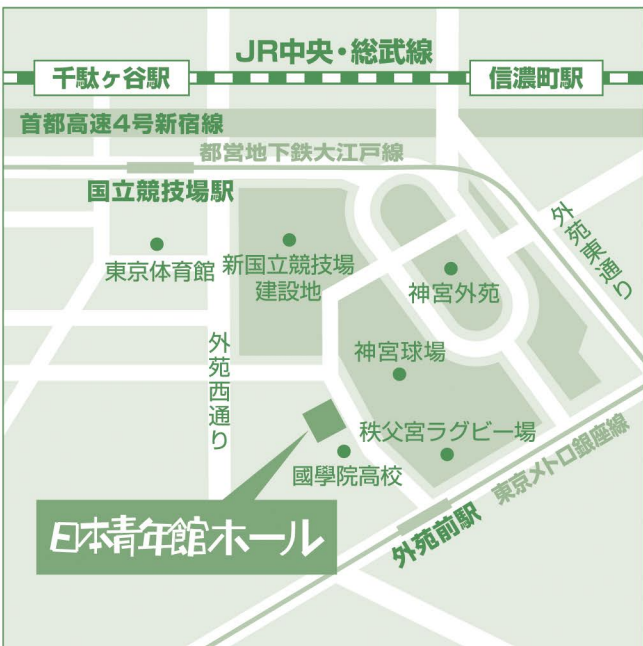 JR中央・総武線
千駄ヶ谷駅
信濃町駅
首都高速4号新宿線
都営地下鉄大江戸線
国立競技場駅
外苑東通り
東京体育館
新国立競技場
建設地
神宮外苑
外苑西通り
神宮球場
秩父宮ラグビー場
國學院高校
東京メトロ銀座線
外苑前駅
日本青年館ホール